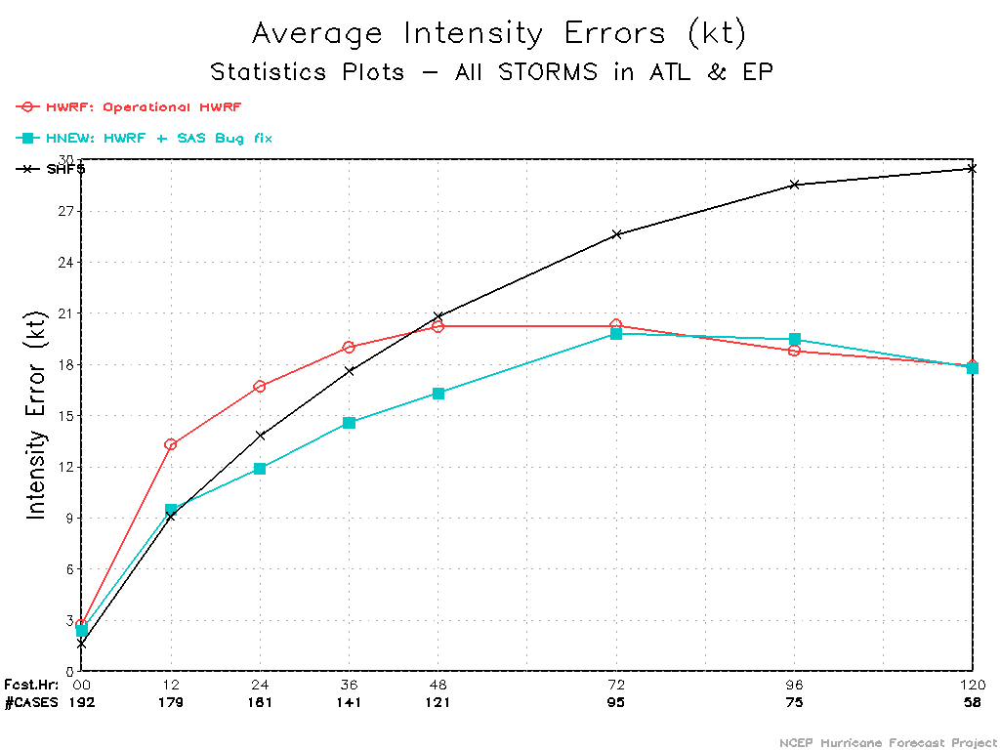 Average Intensity Errors (kt)
Statistics Plots – All STORMS in ATL & EP
HWRF: Operational HWRF
HNEW: HWRF + SAS Bug fix
SHF5
30
27
24
21
18
15
12
9
6
3
0
Intensity Error (kt)
Fcst.Hr: 00 12 24 36 48 72 96 120
#CASES 192 179 161 141 121 95 75 58
NCEP Hurricane Forecast Project